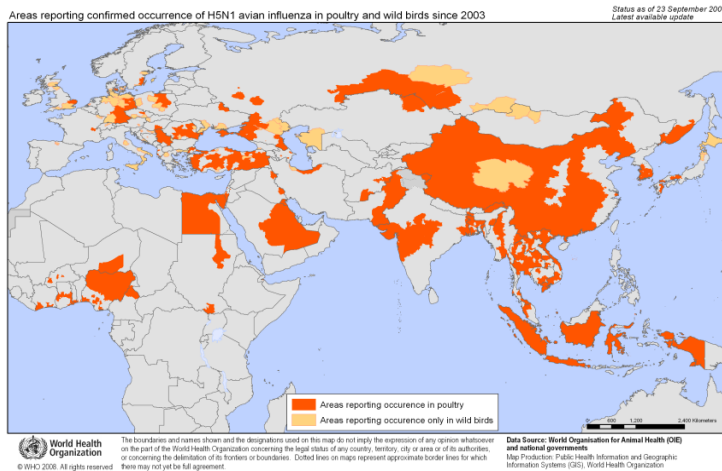 Areas reporting confirmed occurrence of H5N1 avian influenza in poultry and wild birds since 2003
Status as of 23 September 200
Latest available update
Areas reporting occurence in poultry
Areas reporting occurence only in wild birds
0 600 1.200 2.400 Kilometers
World Health
Organization
© WHO 2008. All rights reserved
The boundaries and names shown and the designations used on this map do not imply the expression of any opinion whatsoever
on the part of the World Health Organization concerning the legal status of any country, territory, city or area or of its authorities,
or concerning the delimitation of its frontiers or boundaries. Dotted lines on maps represent approximate border lines for which
there may not yet be full agreement.
Data Source: World Organisation for Animal Health (OIE)
and national governments
Map Production: Public Health Information and Geographic
Information Systems (GIS), World Health Organization